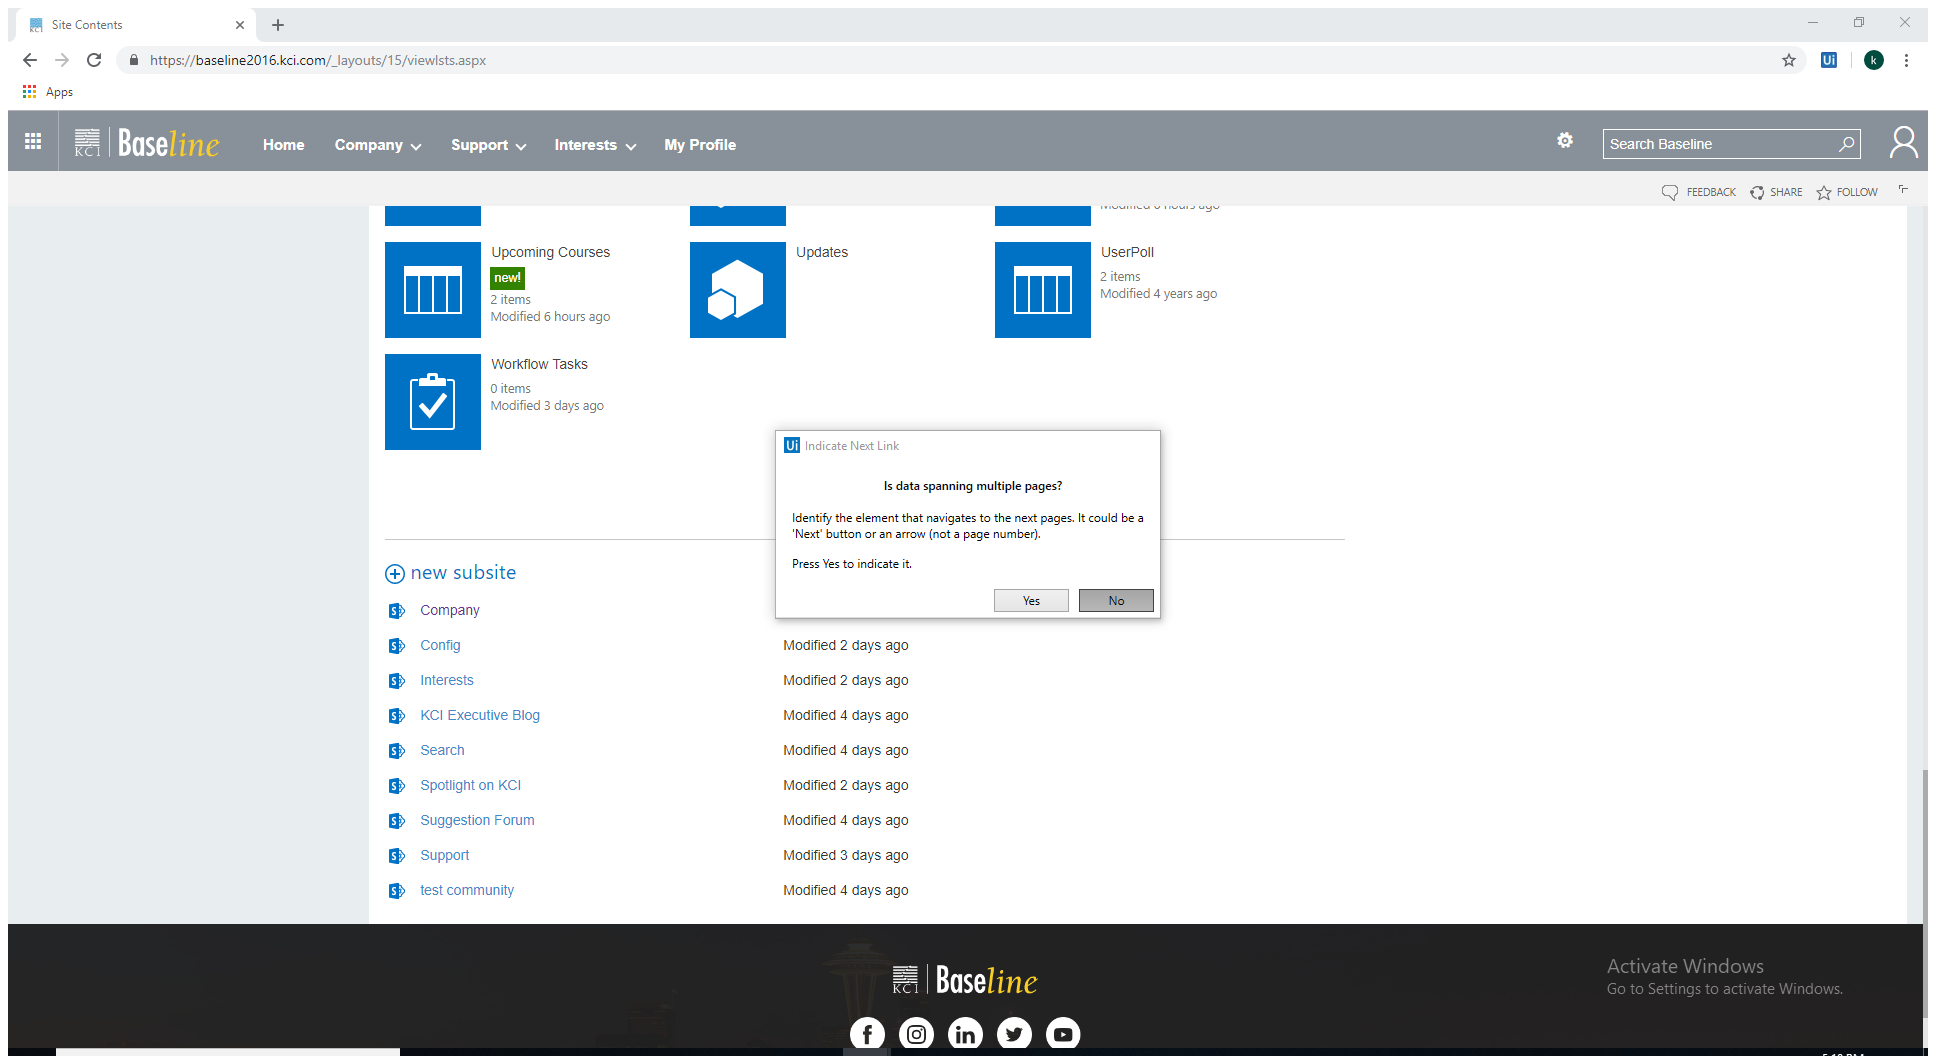 Site Contents
https://baseline2016.kci.com/_layouts/15/viewlsts.aspx
Ui
k
Apps
KCI Baseline
Home Company Support Interests My Profile
Search Baseline
FEEDBACK SHARE FOLLOW
Modified 6 hours ago
Upcoming Courses
new!
2 items
Modified 6 hours ago
Updates
UserPoll
2 items
Modified 4 years ago
Workflow Tasks
0 items
Modified 3 days ago
Ui Indicate Next Link
Is data spanning multiple pages?
Identify the element that navigates to the next pages. It could be a
'Next' button or an arrow (not a page number).
Press Yes to indicate it.
Yes No
new subsite
Company
Config Modified 2 days ago
Interests Modified 2 days ago
KCI Executive Blog Modified 4 days ago
Search Modified 4 days ago
Spotlight on KCI Modified 2 days ago
Suggestion Forum Modified 4 days ago
Support Modified 3 days ago
test community Modified 4 days ago
KCI Baseline
Activate Windows
Go to Settings to activate Windows.